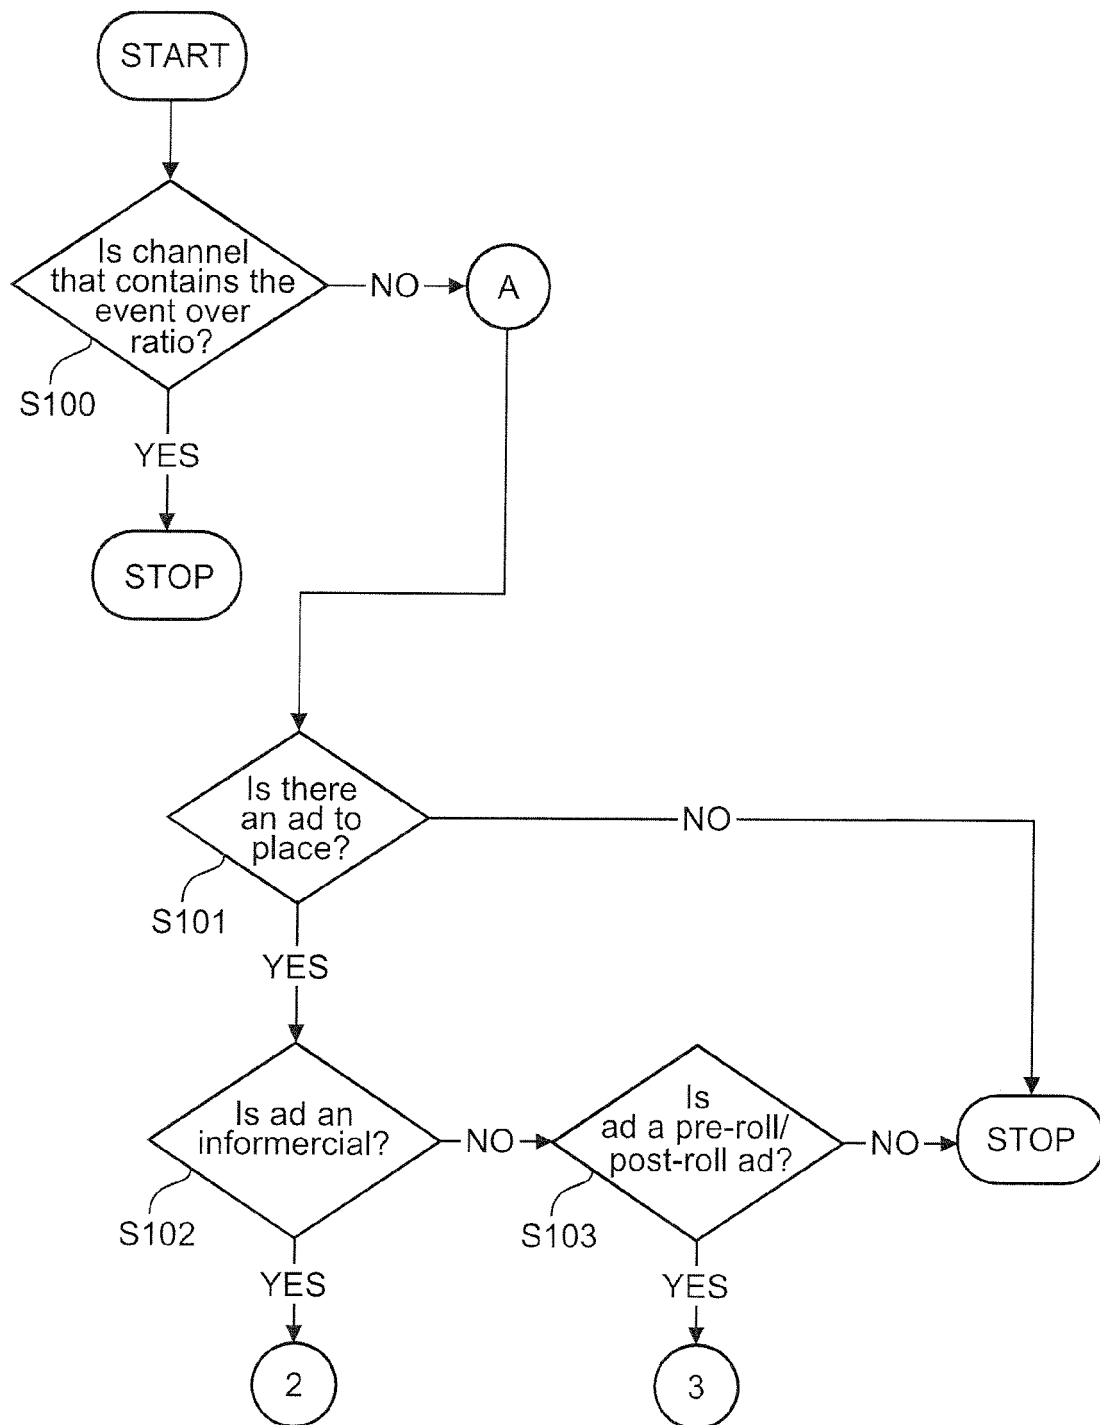 START
Is channel
that contains the
event over
ratio?
NO
A
S100
YES
STOP
Is there
an ad to
place?
NO
S101
YES
Is ad an
informercial?
NO
Is
ad a pre-roll/
post-roll ad?
NO
STOP
S102
S103
YES
YES
2
3